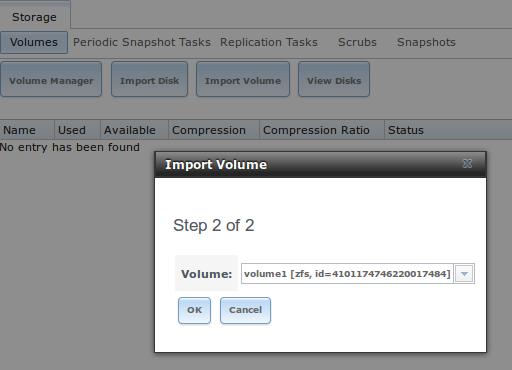 Storage
Volumes Periodic Snapshot Tasks Replication Tasks Scrubs Snapshots
Volume Manager Import Disk Import Volume View Disks
Name Used Available Compression Compression Ratio Status
No entry has been found
Import Volume
Step 2 of 2
Volume: volume1 [zfs, id=4101174746220017484]
OK Cancel